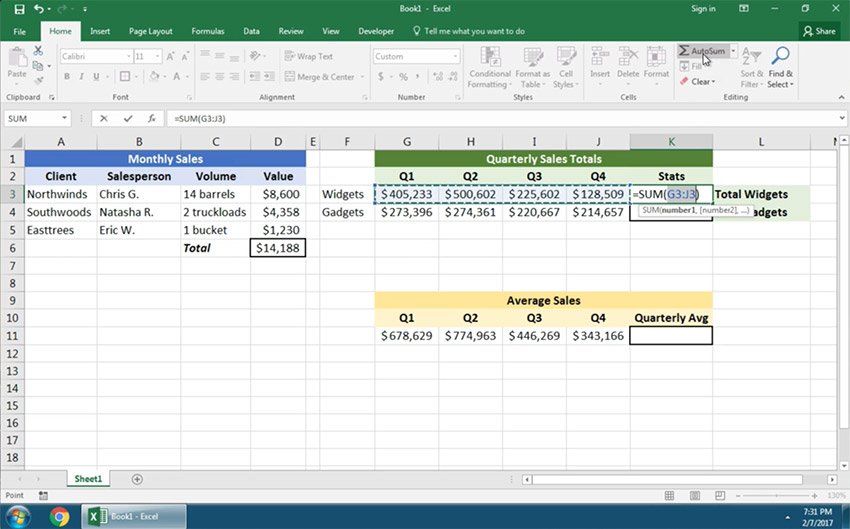 Book1 - Excel
Sign in
File Home Insert Page Layout Formulas Data Review View Developer Tell me what you want to do Share
Paste
Calibri 11 A A
B I U A
Wrap Text
Merge & Center
Custom
$ % ,
Conditional Formatting
Format as Table
Cell Styles
Insert Delete Format
AutoSum
Fill
Clear
Sort & Filter
Find & Select
Clipboard Font Alignment Number Styles Cells Editing
SUM fx =SUM(G3:J3)
A B C D E F G H I J K L
1 Monthly Sales Quarterly Sales Totals
2 Client Salesperson Volume Value Q1 Q2 Q3 Q4 Stats
3 Northwinds Chris G. 14 barrels $8,600 Widgets $405,233 $500,602 $225,602 $128,509 =SUM(G3:J3) Total Widgets
4 Southwoods Natasha R. 2 truckloads $4,358 Gadgets $273,396 $274,361 $220,667 $214,657
SUM(number1, [number2], ...)
5 Easttrees Eric W. 1 bucket $1,230
6 Total $14,188
7
8
9 Average Sales
10 Q1 Q2 Q3 Q4 Quarterly Avg
11 $678,629 $774,963 $446,269 $343,166
12
13
14
15
16
17
18
Sheet1
Point
130%
Book1 - Excel
7:31 PM
2/7/2017